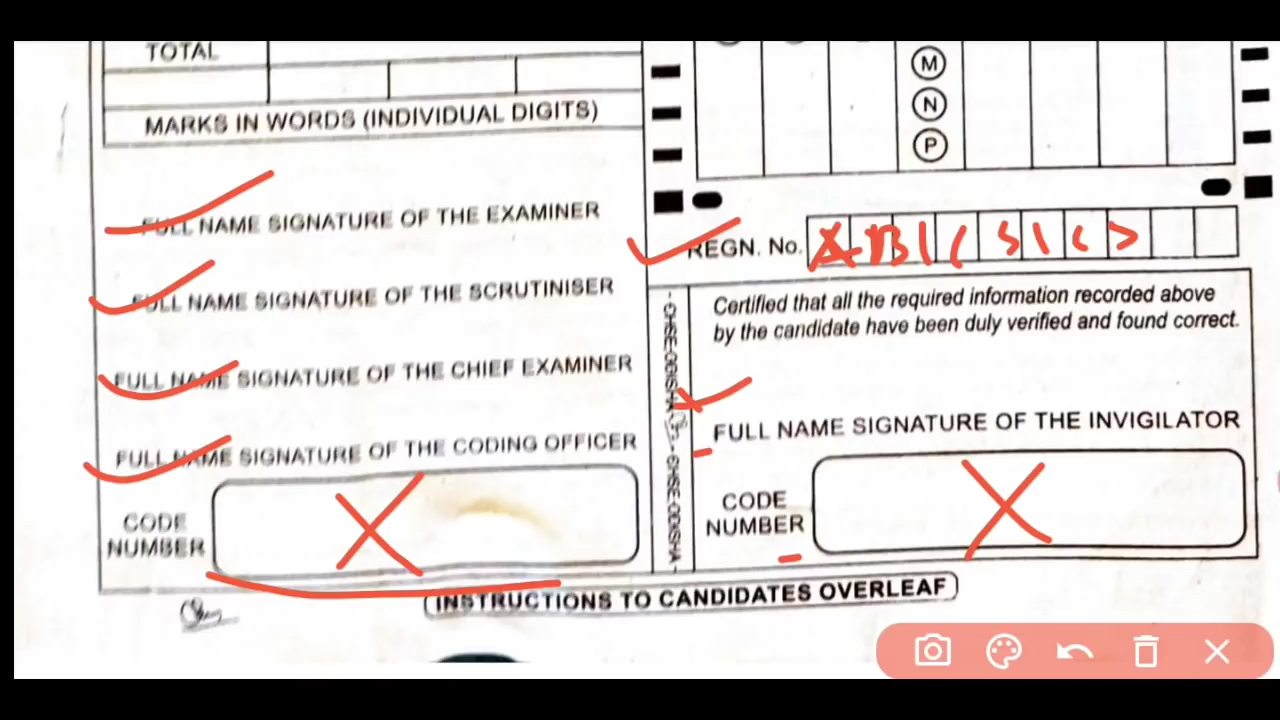 TOTAL
MARKS IN WORDS (INDIVIDUAL DIGITS)
FULL NAME SIGNATURE OF THE EXAMINER
FULL NAME SIGNATURE OF THE SCRUTINISER
FULL NAME SIGNATURE OF THE CHIEF EXAMINER
FULL NAME SIGNATURE OF THE CODING OFFICER
CODE
NUMBER
M
N
P
REGN. No.
CHSE-ODISHA
CHSE-ODISHA
Certified that all the required information recorded above
by the candidate have been duly verified and found correct.
FULL NAME SIGNATURE OF THE INVIGILATOR
CODE
NUMBER
INSTRUCTIONS TO CANDIDATES OVERLEAF